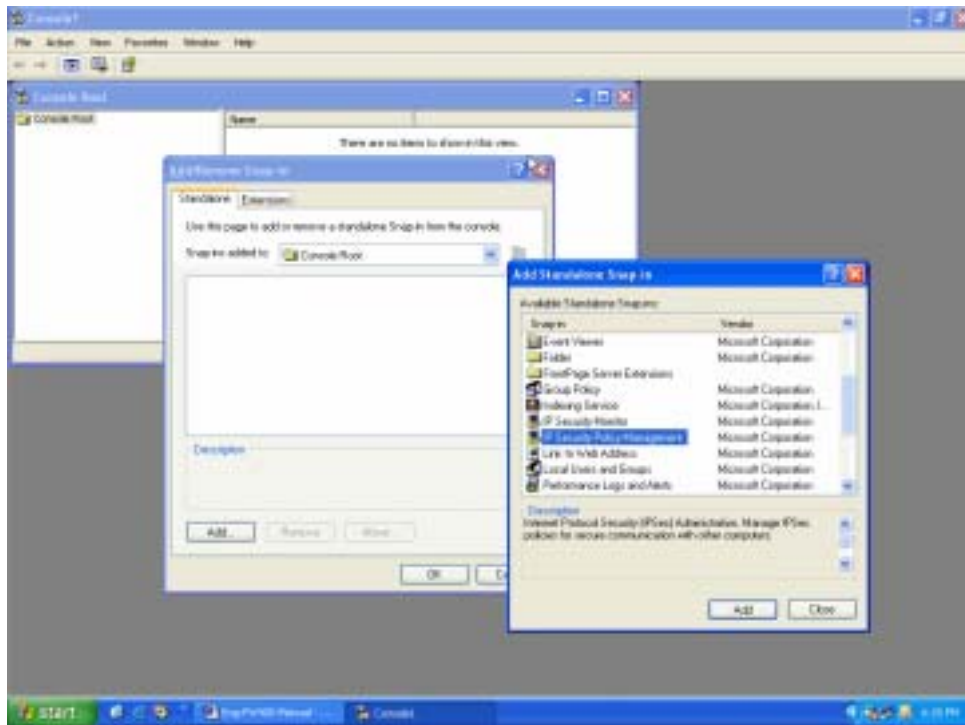 Console1
File Action View Favorites Window Help
Console Root
Console Root
Name
There are no items to show in this view.
Add/Remove Snap-in
Standalone Extensions
Use this page to add or remove a standalone Snap-in from the console.
Snap-ins added to: Console Root
Description
Add... Remove About...
OK
Add Standalone Snap-in
Available Standalone Snap-ins:
Snap-in Vendor
Event Viewer Microsoft Corporation
Folder Microsoft Corporation
FrontPage Server Extensions
Group Policy Microsoft Corporation
Indexing Service Microsoft Corporation, I...
IP Security Monitor Microsoft Corporation
IP Security Policy Management Microsoft Corporation
Link to Web Address Microsoft Corporation
Local Users and Groups Microsoft Corporation
Performance Logs and Alerts Microsoft Corporation
Description
Internet Protocol Security (IPSec) Administration. Manage IPSec
policies for secure communication with other computers.
Add Close
start
Console1